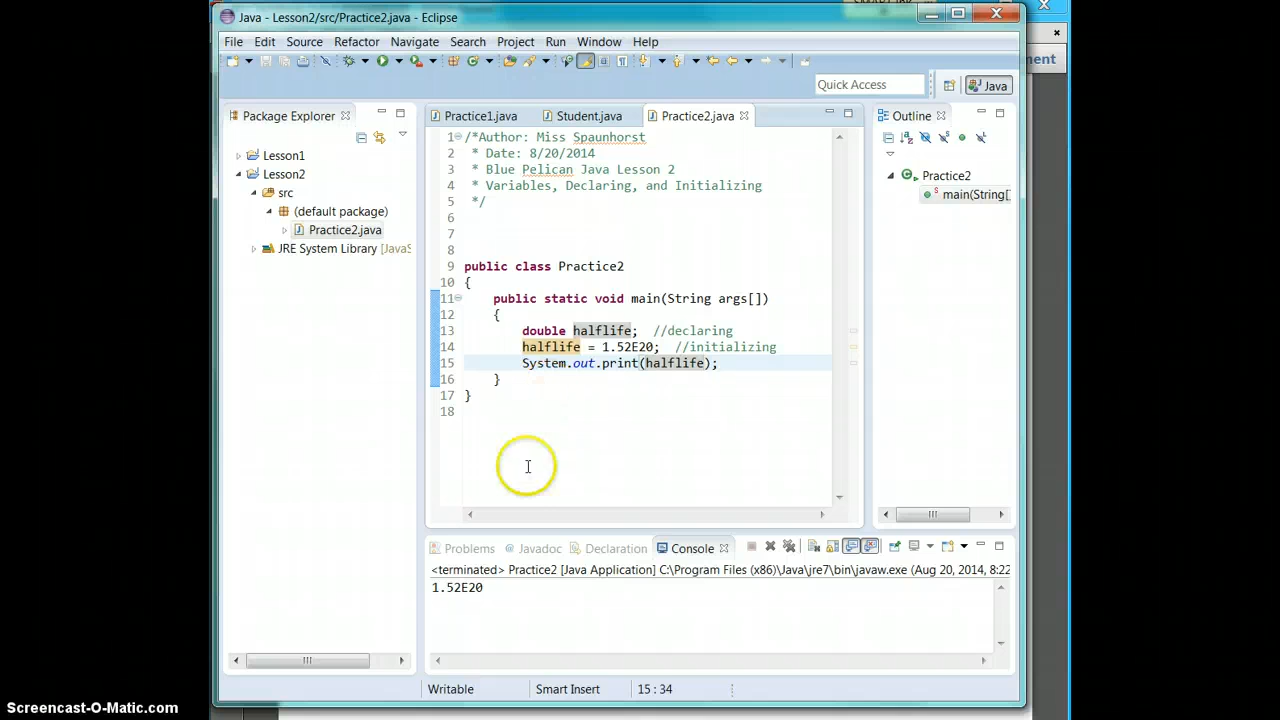 Java - Lesson2/src/Practice2.java - Eclipse
File Edit Source Refactor Navigate Search Project Run Window Help
ment
Quick Access
Java
Package Explorer
Lesson1
Lesson2
src
(default package)
Practice2.java
JRE System Library [JavaS
Practice1.java Student.java Practice2.java
1 /*Author: Miss Spaunhorst
2 * Date: 8/20/2014
3 * Blue Pelican Java Lesson 2
4 * Variables, Declaring, and Initializing
5 */
6
7
8
9 public class Practice2
10 {
11 public static void main(String args[])
12 {
13 double halflife; //declaring
14 halflife = 1.52E20; //initializing
15 System.out.print(halflife);
16 }
17 }
18
Outline
Practice2
main(String[
Problems Javadoc Declaration Console
<terminated> Practice2 [Java Application] C:\Program Files (x86)\Java\jre7\bin\javaw.exe (Aug 20, 2014, 8:22
1.52E20
Writable Smart Insert 15 : 34
Screencast-O-Matic.com